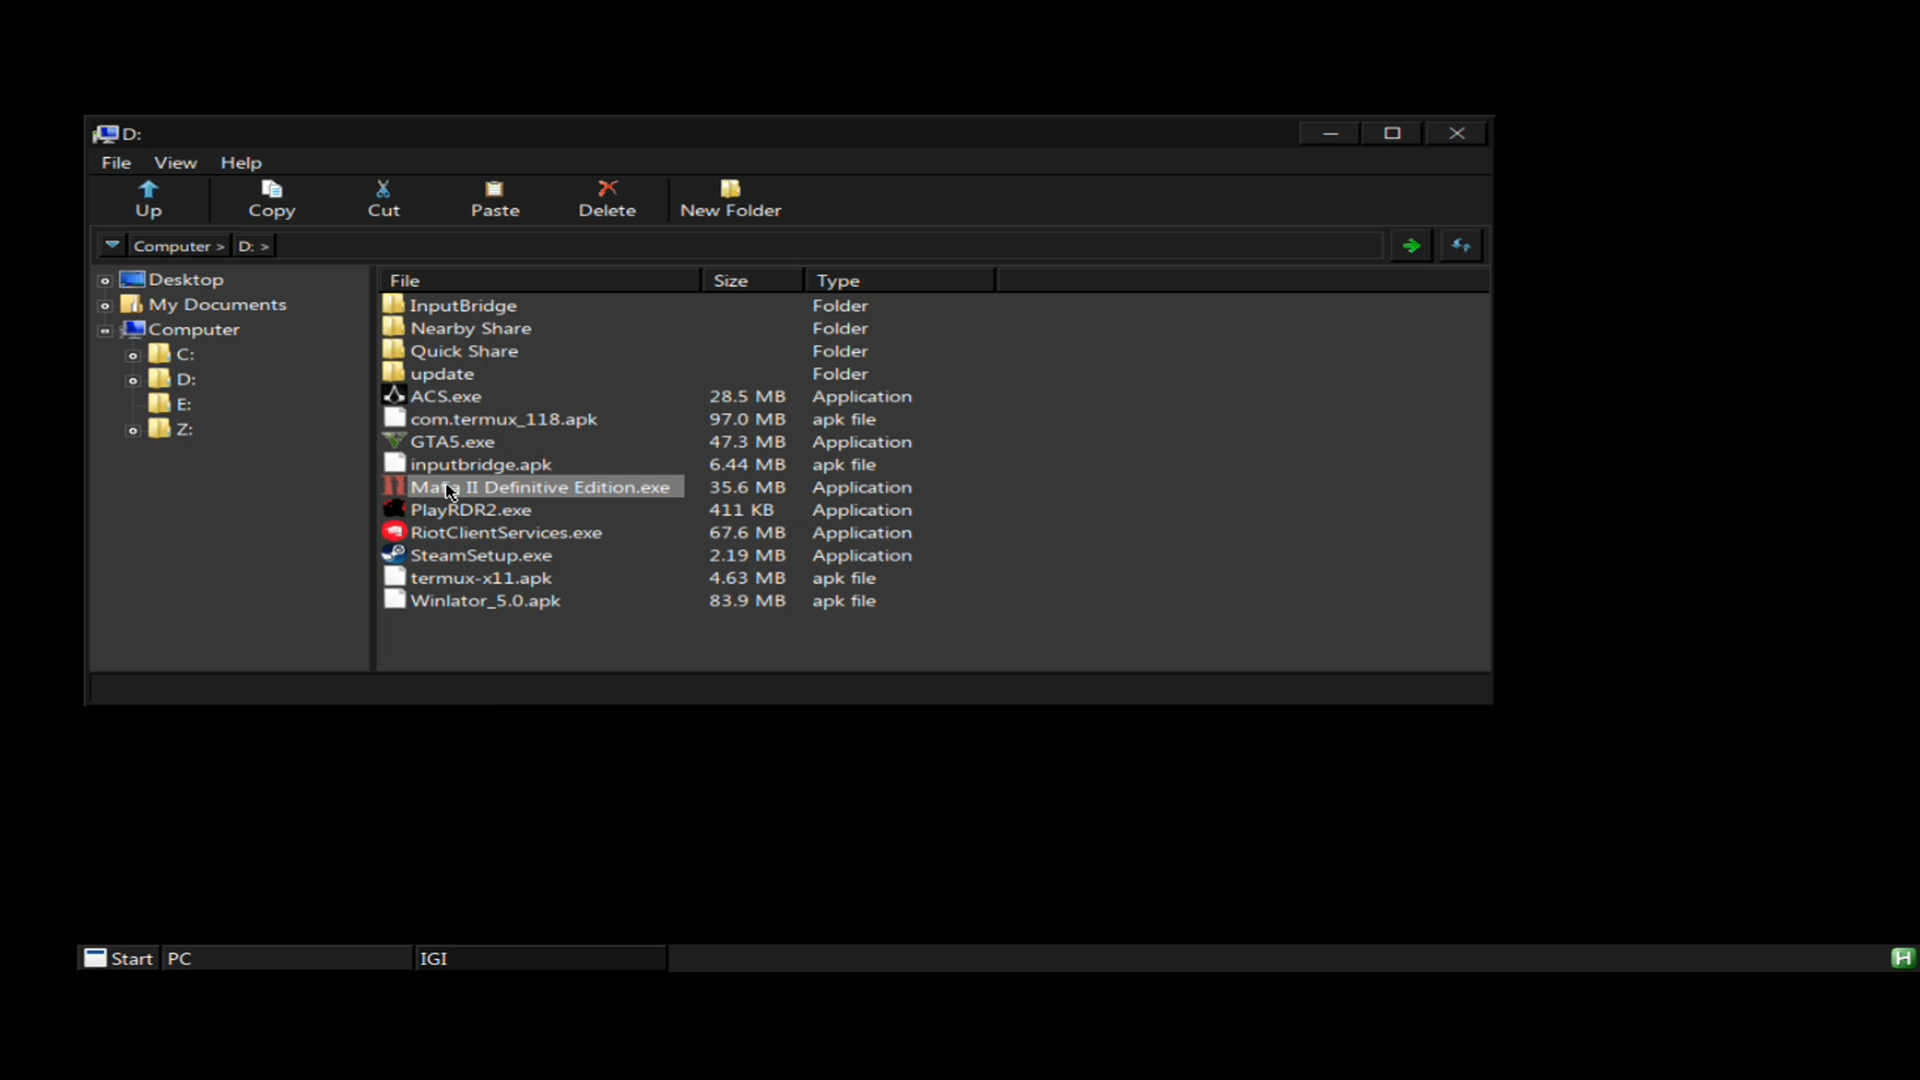 D:
File View Help
Up Copy Cut Paste Delete New Folder
Computer > D: >
Desktop
My Documents
Computer
C:
D:
E:
Z:
File Size Type
InputBridge Folder
Nearby Share Folder
Quick Share Folder
update Folder
ACS.exe 28.5 MB Application
com.termux_118.apk 97.0 MB apk file
GTA5.exe 47.3 MB Application
inputbridge.apk 6.44 MB apk file
Mafia II Definitive Edition.exe 35.6 MB Application
PlayRDR2.exe 411 KB Application
RiotClientServices.exe 67.6 MB Application
SteamSetup.exe 2.19 MB Application
termux-x11.apk 4.63 MB apk file
Winlator_5.0.apk 83.9 MB apk file
Start PC IGI H